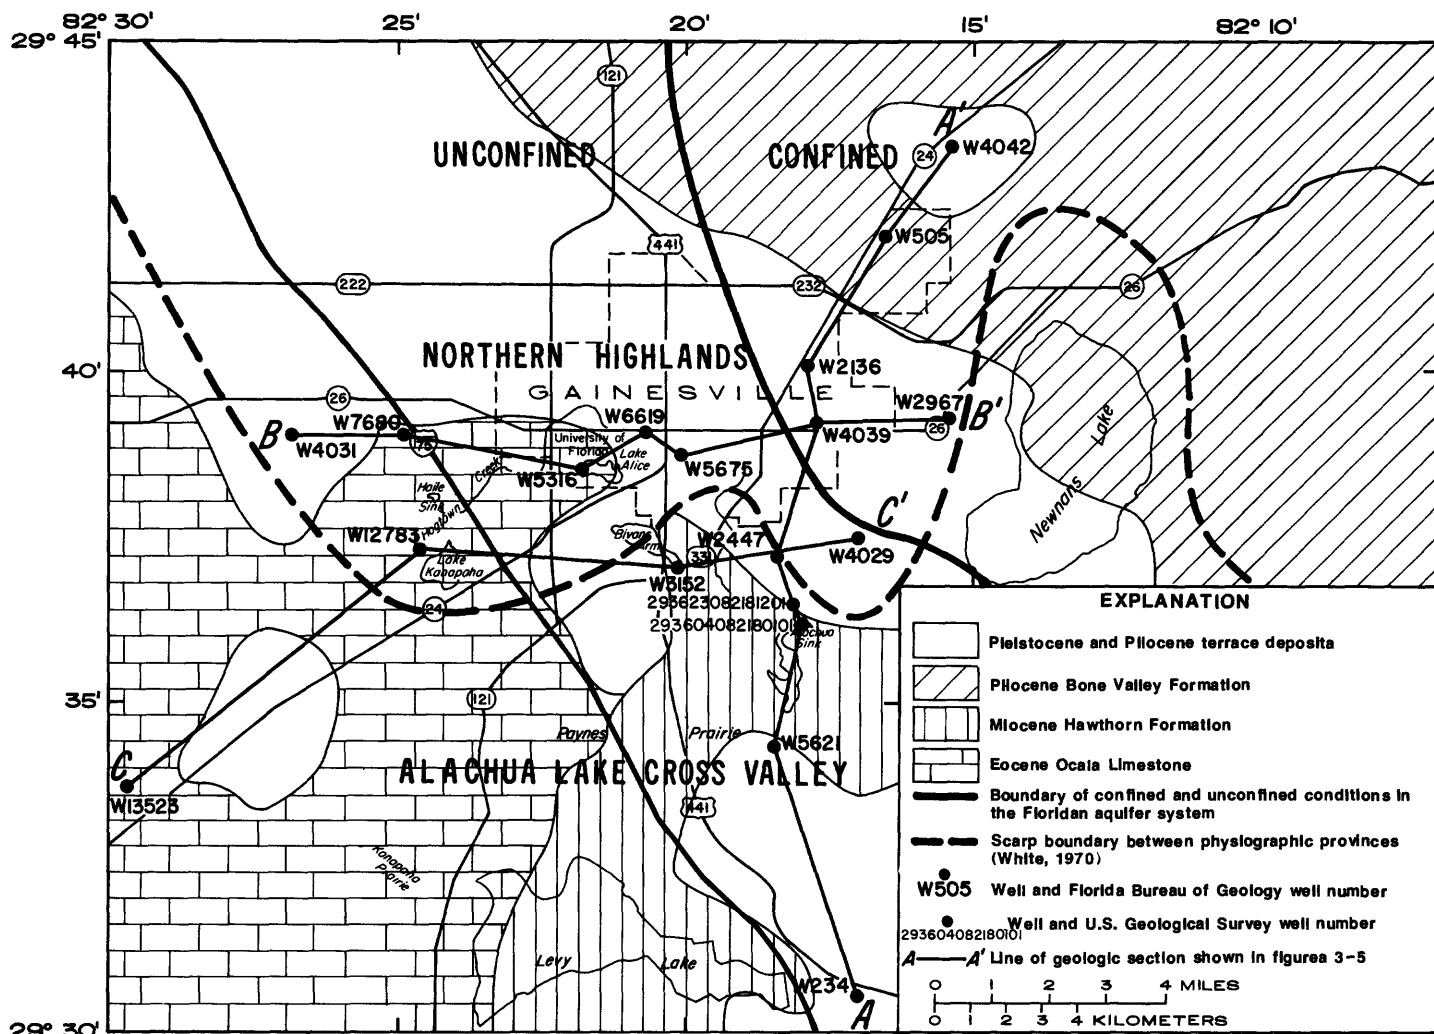 82° 30'
25'
20'
15'
82° 10'
29° 45'
121
UNCONFINED
CONFINED
A'
24
W4042
W505
441
222
232
26
NORTHERN HIGHLANDS
40'
GAINESVILLE
W2136
26
W7680
W6619
W2967
B
W4031
75
University of
Florida
Lake
Alice
W4039
26
B'
Lake
Newnans
W5316
W5675
Creek
Haile
Sink
Hogtown
C'
W12783
Bivans
Arm
W2447
331
W4029
Lake
Kanapaha
W3152
24
293623082181201
293604082180101
Alachua
Sink
35'
121
Paynes
Prairie
W5621
ALACHUA LAKE CROSS VALLEY
C
W13523
441
Kanapaha
Prairie
Levy
Lake
W234
A
29° 30'
EXPLANATION
Pleistocene and Pliocene terrace deposita
Pliocene Bone Valley Formation
Miocene Hawthorn Formation
Eocene Ocala Limestone
Boundary of confined and unconfined conditions in
the Floridan aquifer system
Scarp boundary between physiographic provinces
(White, 1970)
W505 Well and Florida Bureau of Geology well number
Well and U.S. Geological Survey well number
293604082180101
A A' Line of geologic section shown in figurea 3-5
0 1 2 3 4 MILES
0 1 2 3 4 KILOMETERS